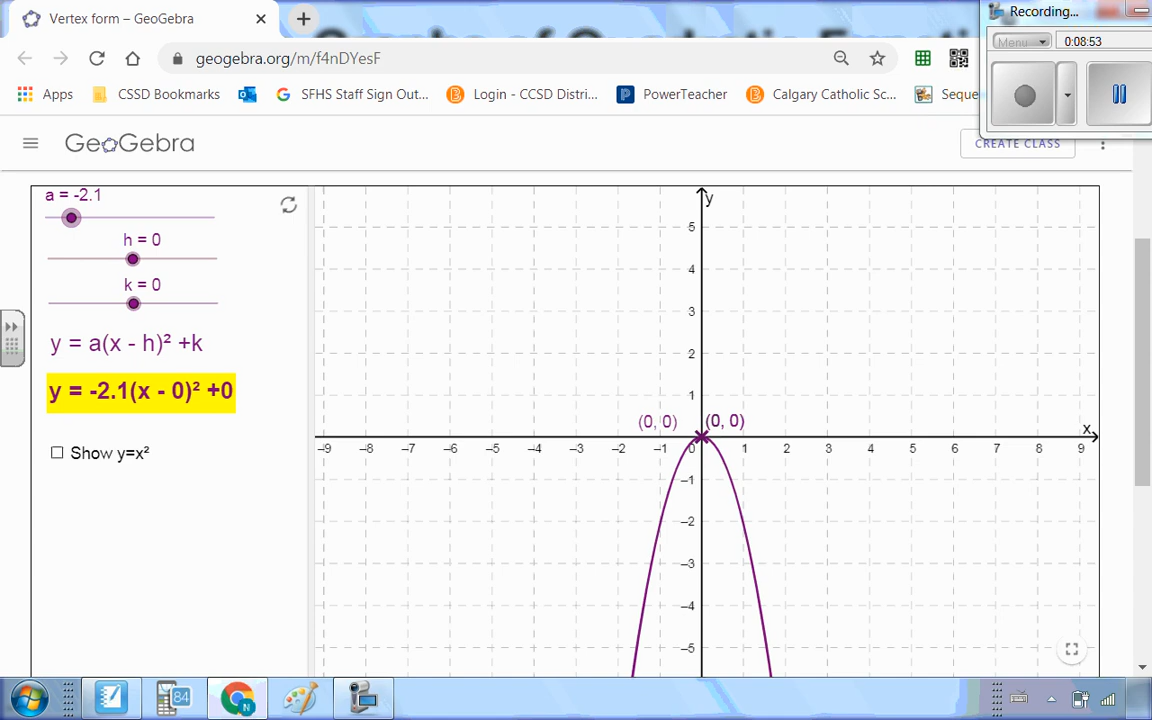 Vertex form – GeoGebra
Recording...
Menu
0:08:53
geogebra.org/m/f4nDYesF
Apps
CSSD Bookmarks
SFHS Staff Sign Out...
Login - CCSD Distri...
PowerTeacher
Calgary Catholic Sc...
Seque
GeoGebra
CREATE CLASS
a = -2.1
h = 0
k = 0
y = a(x - h)² +k
y = -2.1(x - 0)² +0
Show y=x²
y
5
4
3
2
1
(0, 0)
(0, 0)
x
–9 –8 –7 –6 –5 –4 –3 –2 –1 0 1 2 3 4 5 6 7 8 9
–1
–2
–3
–4
–5
84
N